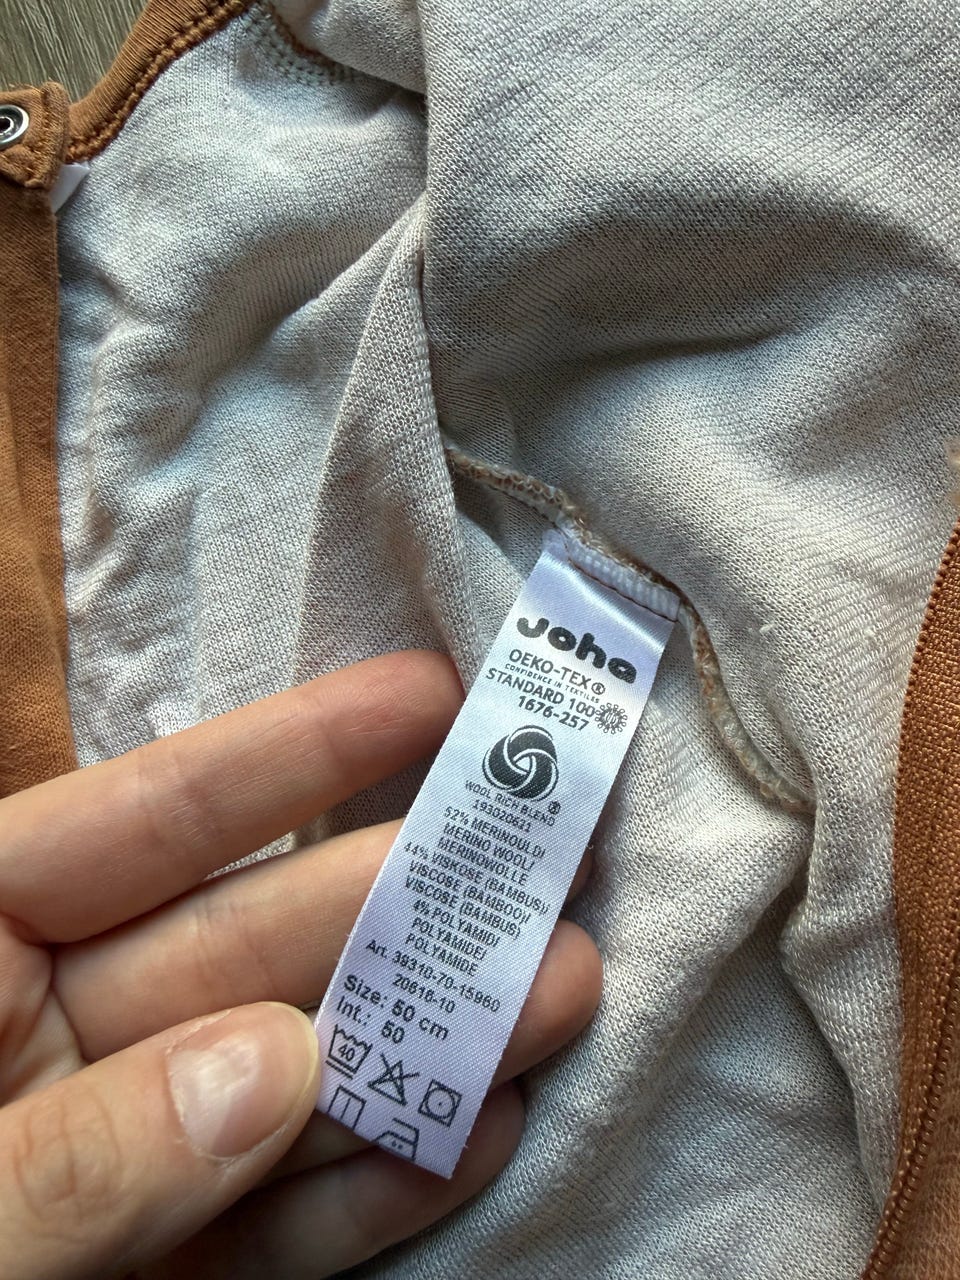 Joha
OEKO-TEX®
CONFIDENCE IN TEXTILES
STANDARD 100
1676-257
WOOL RICH BLEND ®
193020611
52% MERINOULD/
MERINO WOOL/
MERINOWOLLE
44% VISKOSE (BAMBUS)/
VISCOSE (BAMBOO)/
VISCOSE (BAMBUS)
4% POLYAMID/
POLYAMIDE/
POLYAMIDE
Art. 39310-70-15960
20616-10
Size: 50 cm
Int.: 50
40